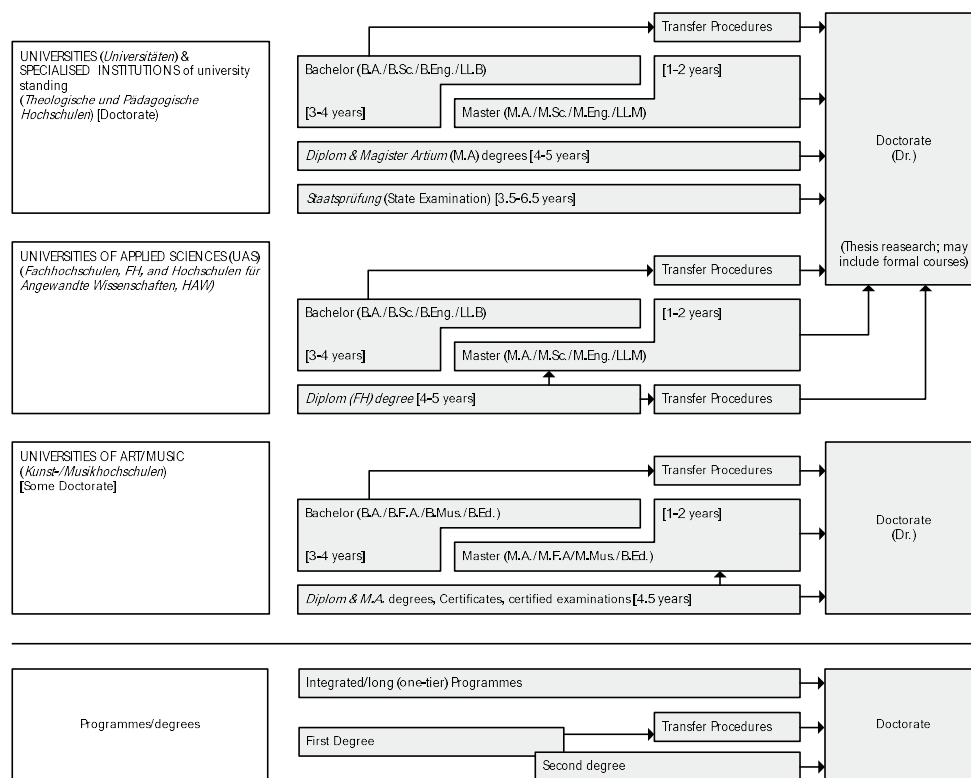 Transfer Procedures
UNIVERSITIES (Universitäten) &
SPECIALISED INSTITUTIONS of university
standing
(Theologische und Pädagogische
Hochschulen) [Doctorate)
Bachelor (B.A./B.Sc./B.Eng./LL.B)
[1-2 years]
[3-4 years]
Master (M.A./M.Sc./M.Eng./LL.M)
Doctorate
(Dr.)
Diplom & Magister Artium (M.A) degrees [4-5 years]
Staatsprüfung (State Examination) [3.5-6.5 years]
(Thesis reasearch; may
include formal courses)
UNIVERSITIES OF APPLIED SCIENCES (UAS)
(Fachhochschulen, FH, and Hochschulen für
Angewandte Wissenschaften, HAW)
Transfer Procedures
Bachelor (B.A./B.Sc./B.Eng./LL.B)
[1-2 years]
[3-4 years]
Master (M.A./M.Sc./M.Eng./LL.M)
Diplom (FH) degree [4-5 years]
Transfer Procedures
UNIVERSITIES OF ART/MUSIC
(Kunst-/Musikhochschulen)
[Some Doctorate]
Transfer Procedures
Bachelor (B.A./B.F.A./B.Mus./B.Ed.)
[1-2 years]
[3-4 years]
Master (M.A./M.F.A/M.Mus./B.Ed.)
Doctorate
(Dr.)
Diplom & M.A. degrees, Certificates, certified examinations [4.5 years]
Programmes/degrees
Integrated/long (one-tier) Programmes
Transfer Procedures
First Degree
Second degree
Doctorate